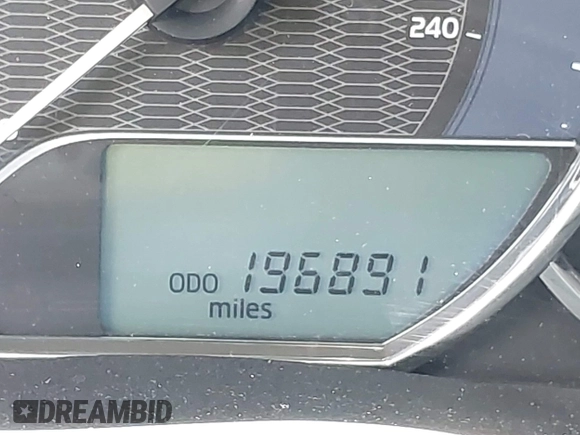 240
ODO 196891
miles
DREAMBID